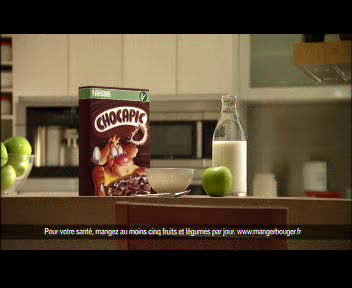 Nestlé
CHOCAPIC
Pour votre santé, mangez au moins cinq fruits et légumes par jour. www.mangerbouger.fr